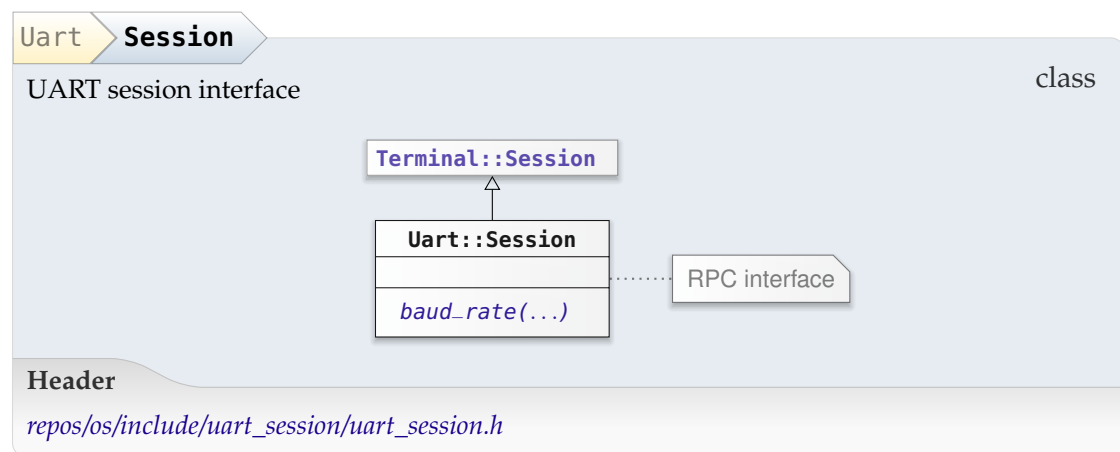 Uart Session
class
UART session interface
Terminal::Session
Uart::Session
RPC interface
baud_rate(...)
Header
repos/os/include/uart_session/uart_session.h